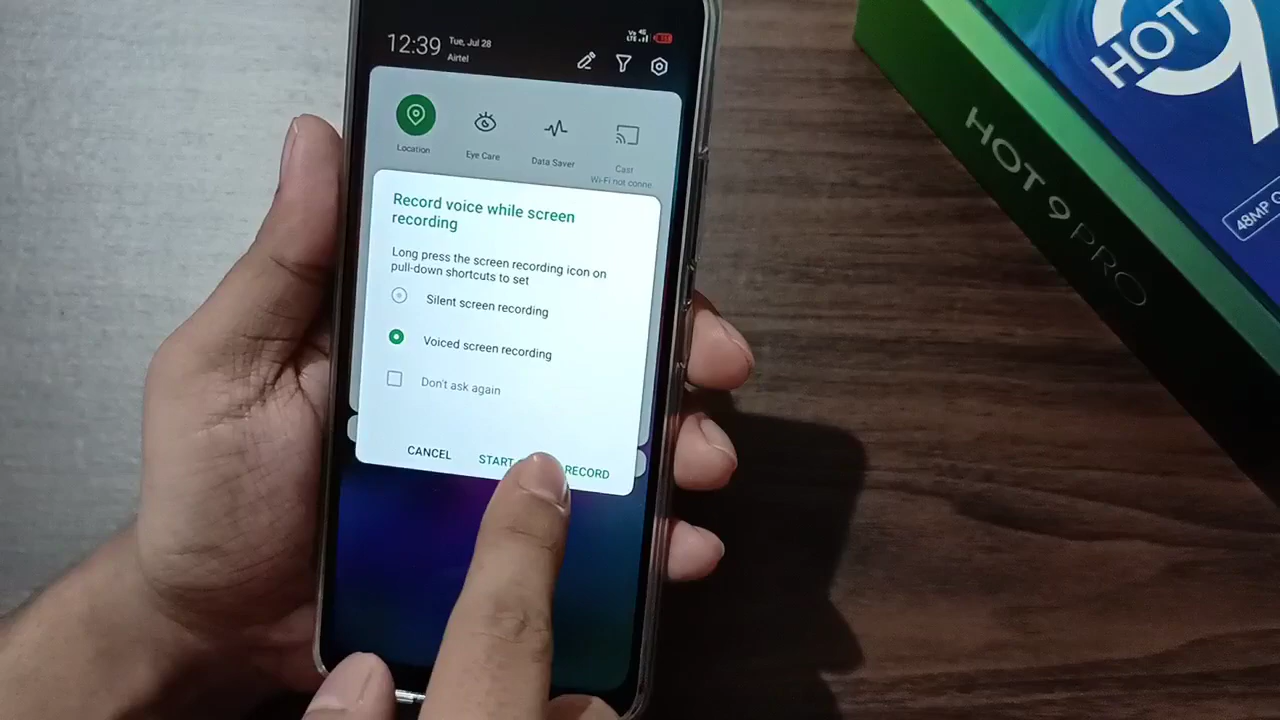 12:39
Tue, Jul 28
Airtel
Location
Eye Care
Data Saver
Cast
Wi-Fi not conne
Record voice while screen
recording
Long press the screen recording icon on
pull-down shortcuts to set
Silent screen recording
Voiced screen recording
Don't ask again
CANCEL
START
RECORD
HOT 9
HOT 9 PRO
48MP